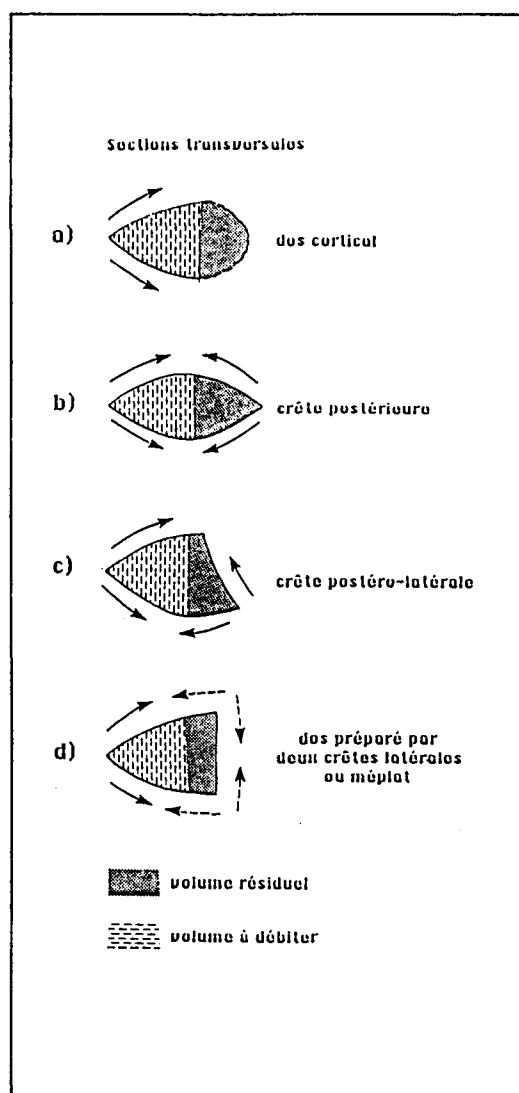 Sections transversales
a)
dos cortical
b)
crête postérieure
c)
crête postéro-latérale
d)
dos préparé par
deux crêtes latérales
ou méplat
volume résiduel
volume à débiter